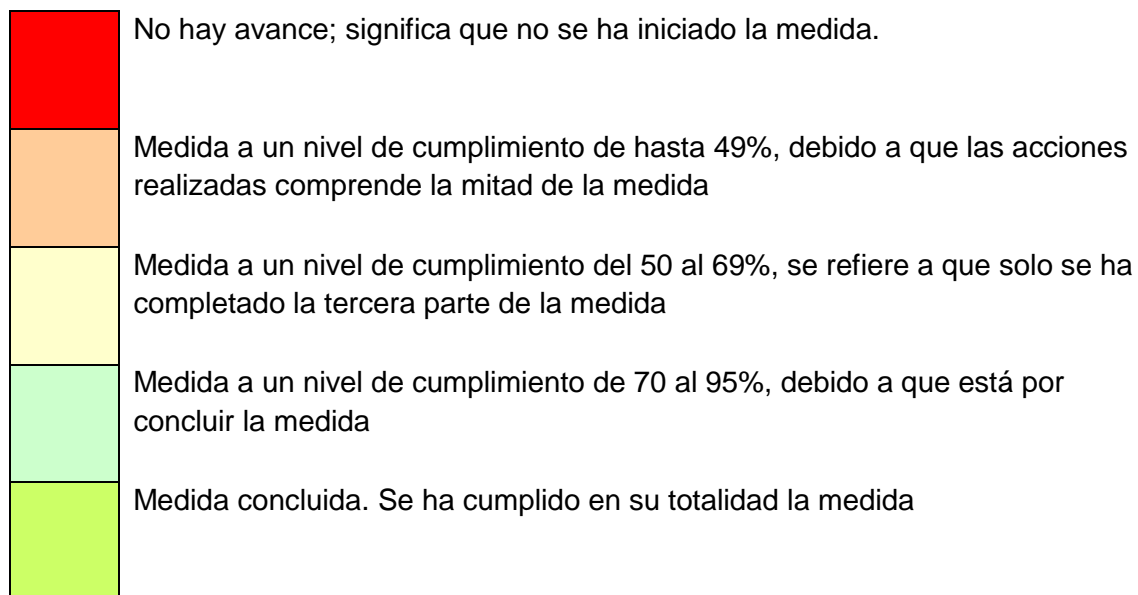 No hay avance; significa que no se ha iniciado la medida.
Medida a un nivel de cumplimiento de hasta 49%, debido a que las acciones
realizadas comprende la mitad de la medida
Medida a un nivel de cumplimiento del 50 al 69%, se refiere a que solo se ha
completado la tercera parte de la medida
Medida a un nivel de cumplimiento de 70 al 95%, debido a que está por
concluir la medida
Medida concluida. Se ha cumplido en su totalidad la medida